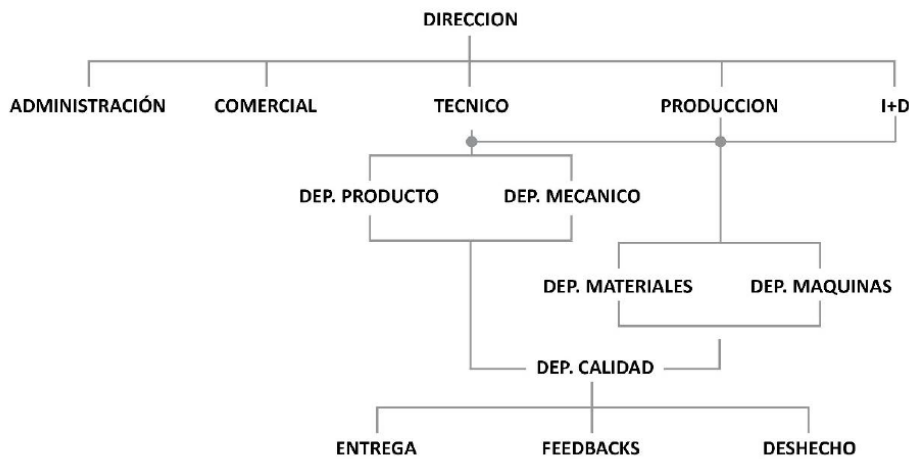 DIRECCION
ADMINISTRACIÓN COMERCIAL TECNICO PRODUCCION I+D
DEP. PRODUCTO DEP. MECANICO
DEP. MATERIALES DEP. MAQUINAS
DEP. CALIDAD
ENTREGA FEEDBACKS DESHECHO